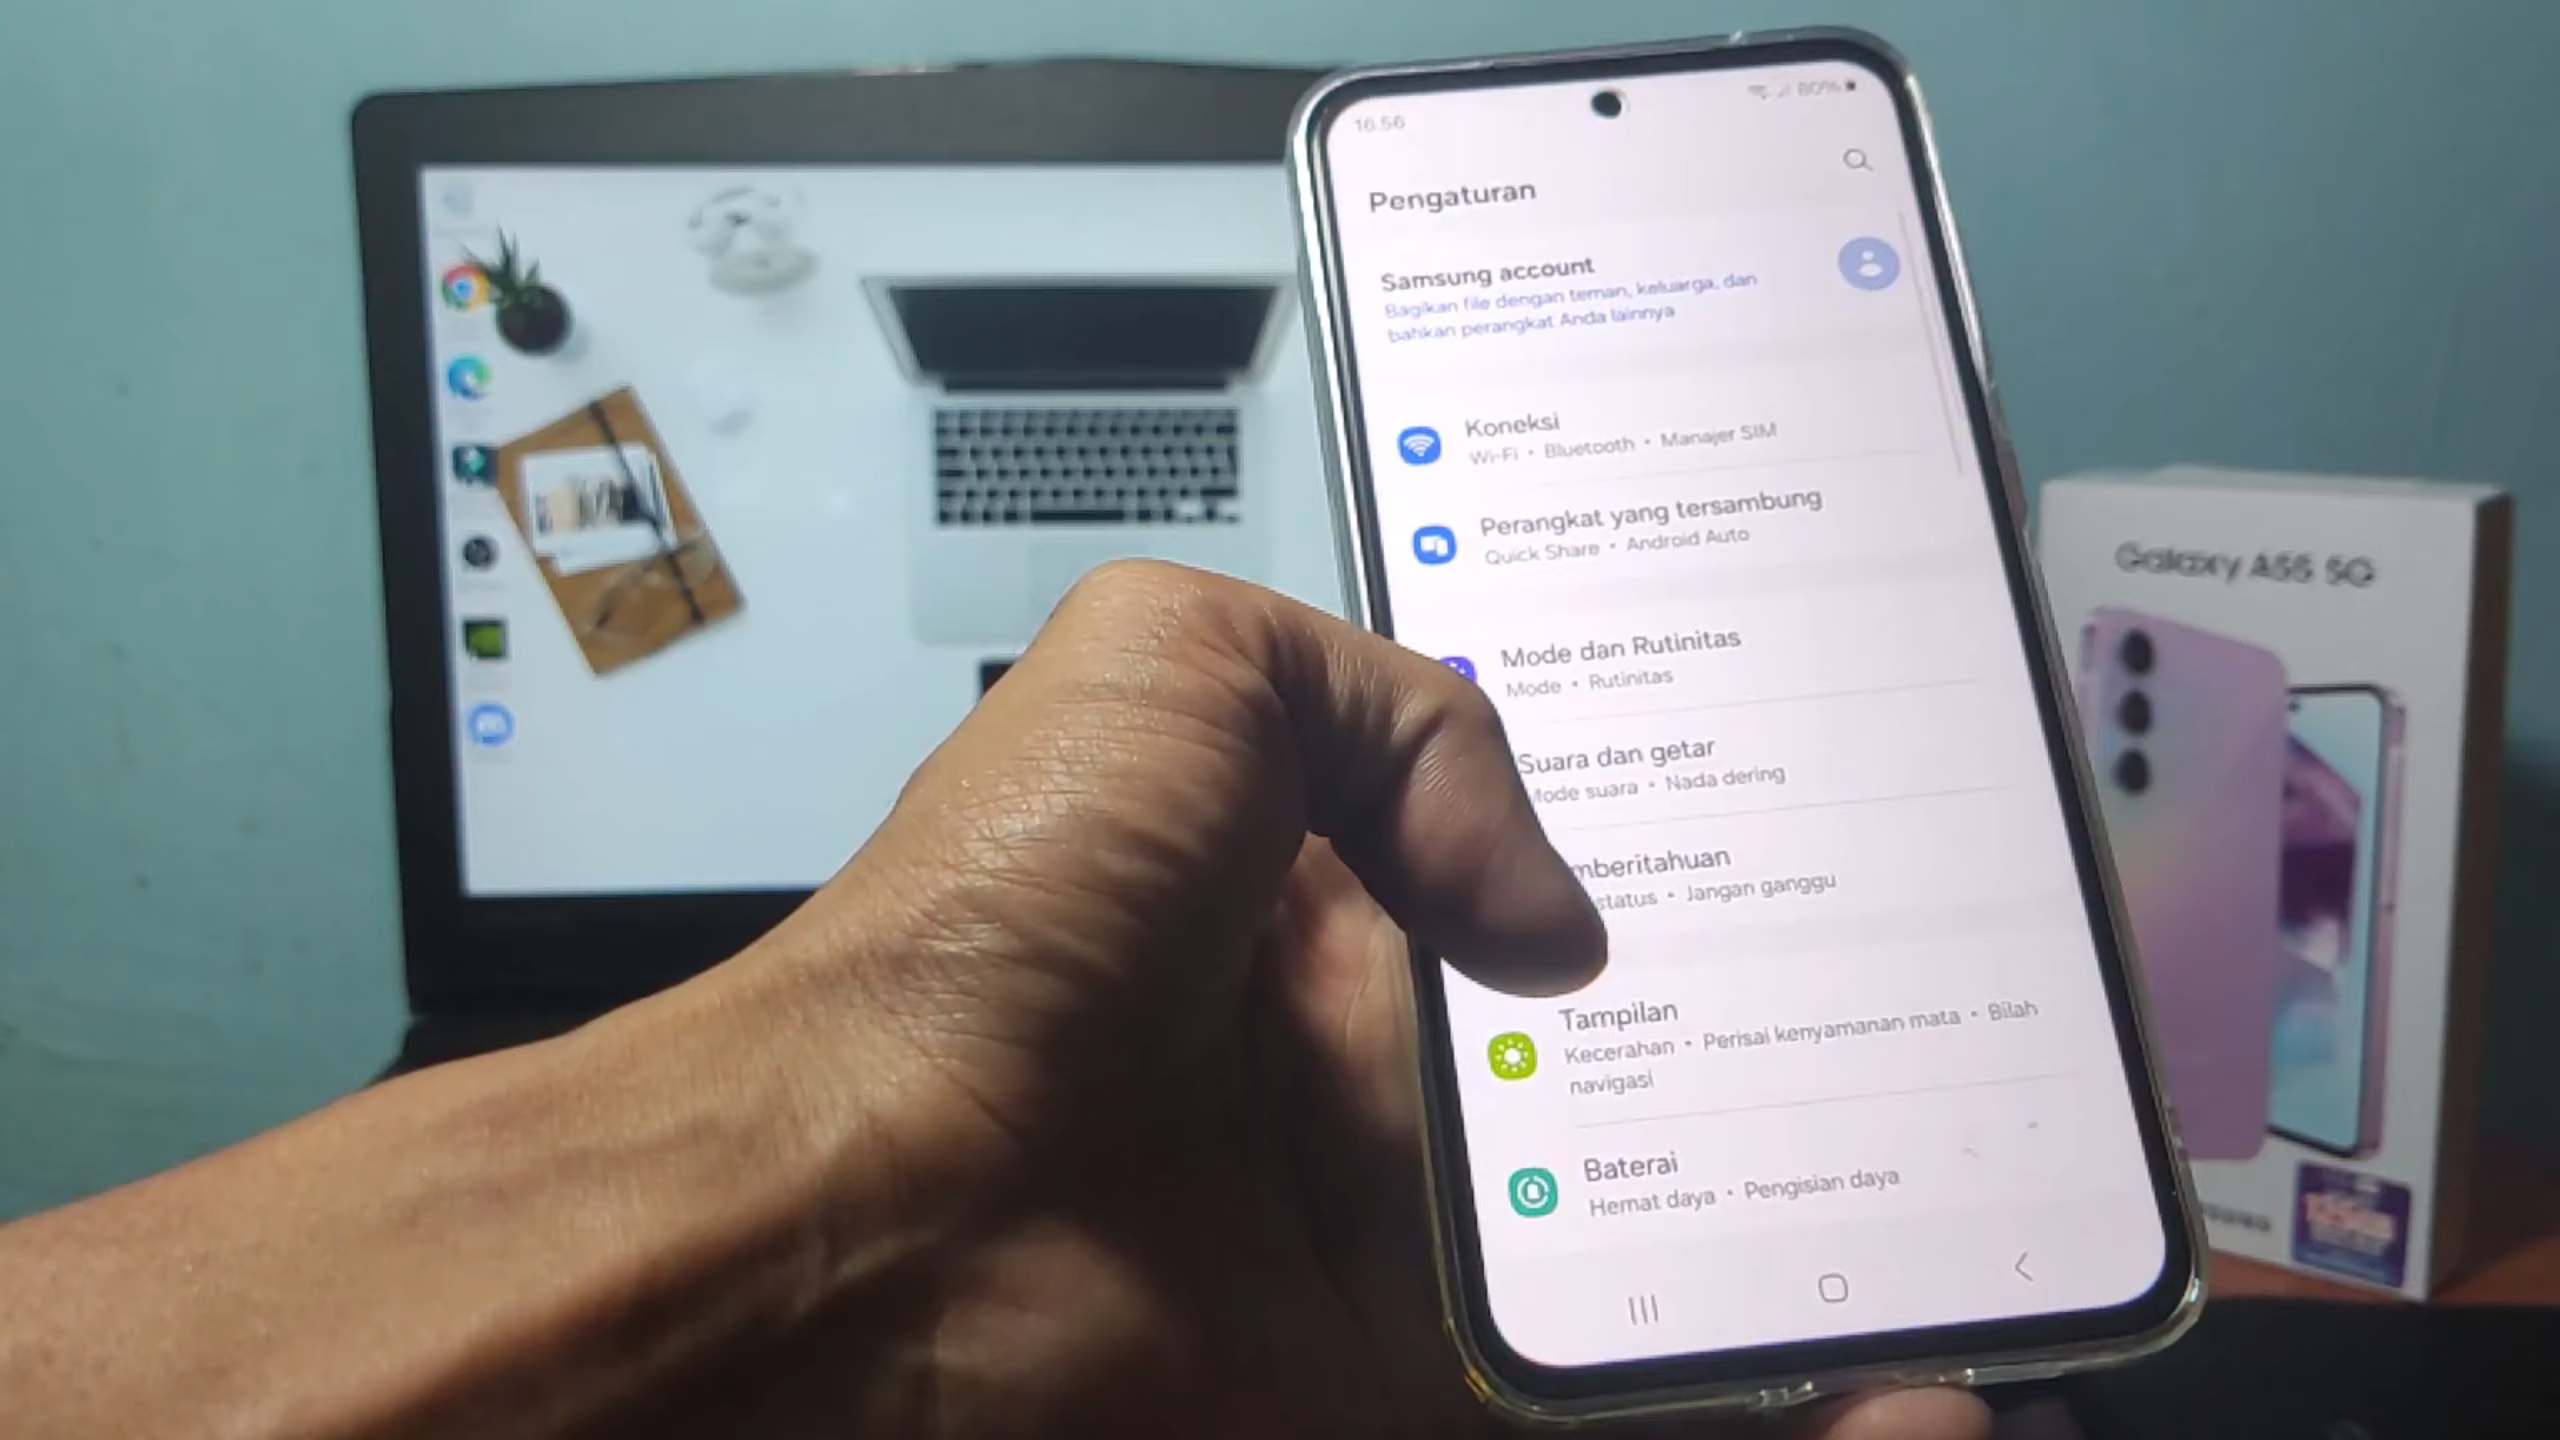 16.56
80%
Pengaturan
Samsung account
Bagikan file dengan teman, keluarga, dan
bahkan perangkat Anda lainnya
Koneksi
Wi-Fi • Bluetooth • Manajer SIM
Perangkat yang tersambung
Quick Share • Android Auto
Mode dan Rutinitas
Mode • Rutinitas
Suara dan getar
Mode suara • Nada dering
mberitahuan
status • Jangan ganggu
Tampilan
Kecerahan • Perisai kenyamanan mata • Bilah
navigasi
Baterai
Hemat daya • Pengisian daya
Galaxy A55 5G